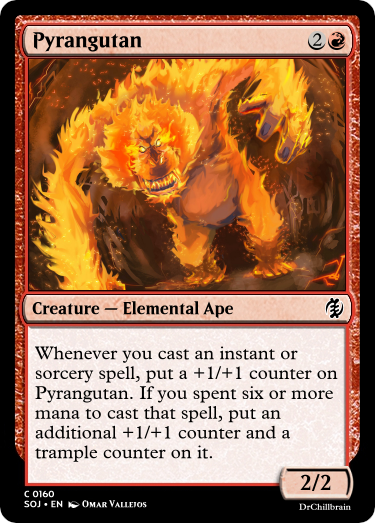 Pyrangutan 2
Creature — Elemental Ape
Whenever you cast an instant or
sorcery spell, put a +1/+1 counter on
Pyrangutan. If you spent six or more
mana to cast that spell, put an
additional +1/+1 counter and a
trample counter on it.
2/2
C 0160
SOJ • EN Omar Vallejos
DrChillbrain